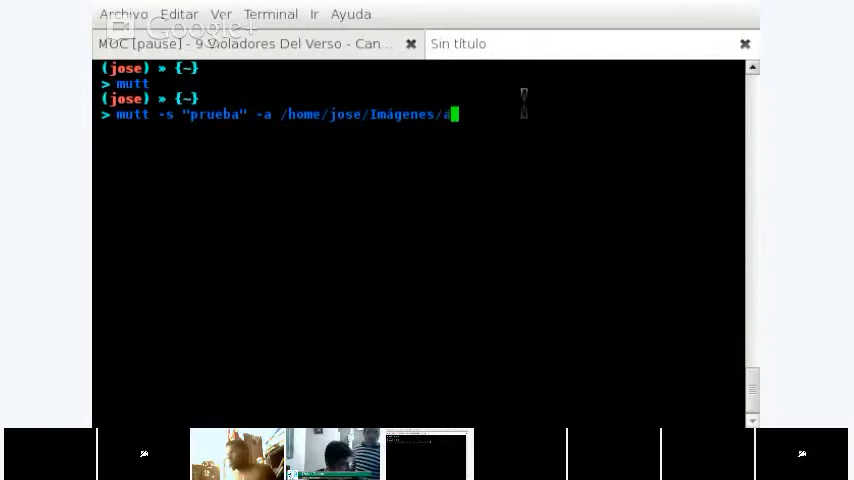 Archivo Editar Ver Terminal Ir Ayuda
Google+
MOC [pause] - 9 Violadores Del Verso - Can...
Sin título
(jose) » {~}
> mutt
(jose) » {~}
> mutt -s "prueba" -a /home/jose/Imágenes/a